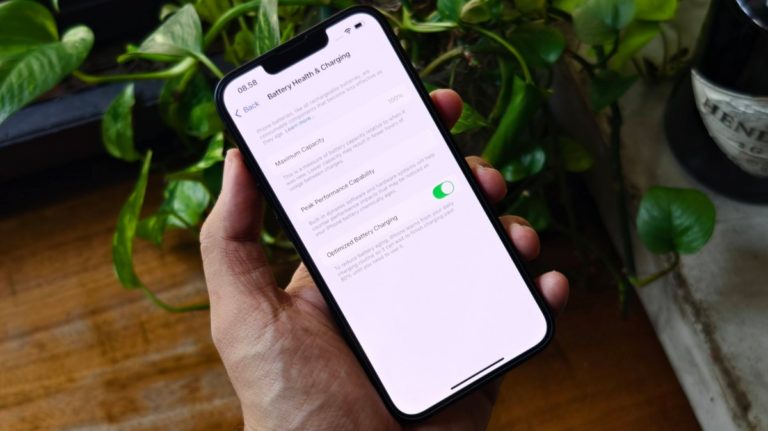 08.58
Back
Battery Health & Charging
Phone batteries, like all rechargeable batteries, are
consumable components that become less effective as
they age. Learn more...
Maximum Capacity 100%
This is a measure of battery capacity relative to when it
was new. Lower capacity may result in fewer hours of
usage between charges.
Peak Performance Capability
Built-in dynamic software and hardware systems will help
counter performance impacts that may be noticed as
your iPhone battery chemically ages.
Optimized Battery Charging
To reduce battery aging, iPhone learns from your daily
charging routine so it can wait to finish charging past
80% until you need to use it.
HEN